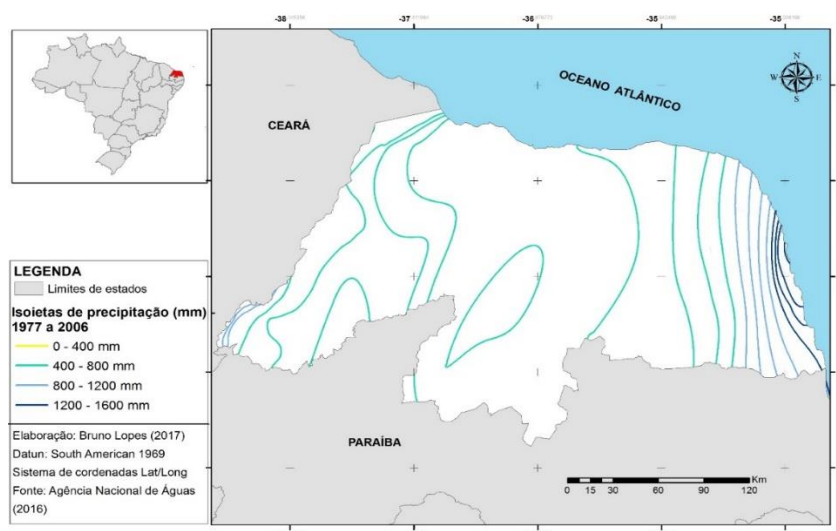 -38
-37
-36
-35
-35
CEARÁ
OCEANO ATLÂNTICO
N
W
E
S
LEGENDA
Limites de estados
Isoietas de precipitação (mm)
1977 a 2006
0 - 400 mm
400 - 800 mm
800 - 1200 mm
1200 - 1600 mm
Elaboração: Bruno Lopes (2017)
Datun: South American 1969
Sistema de cordenadas Lat/Long
Fonte: Agência Nacional de Águas
(2016)
PARAÍBA
Km
0 15 30 60 90 120